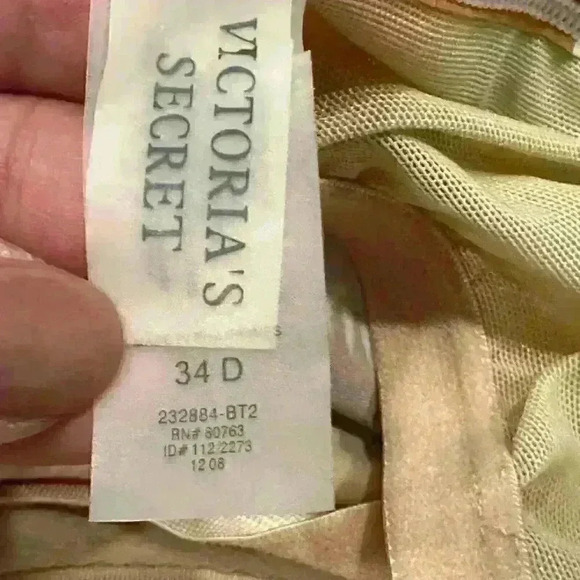 VICTORIA'S
SECRET
S
34 D
232884-BT2
RN# 80763
ID# 112 2273
12 08